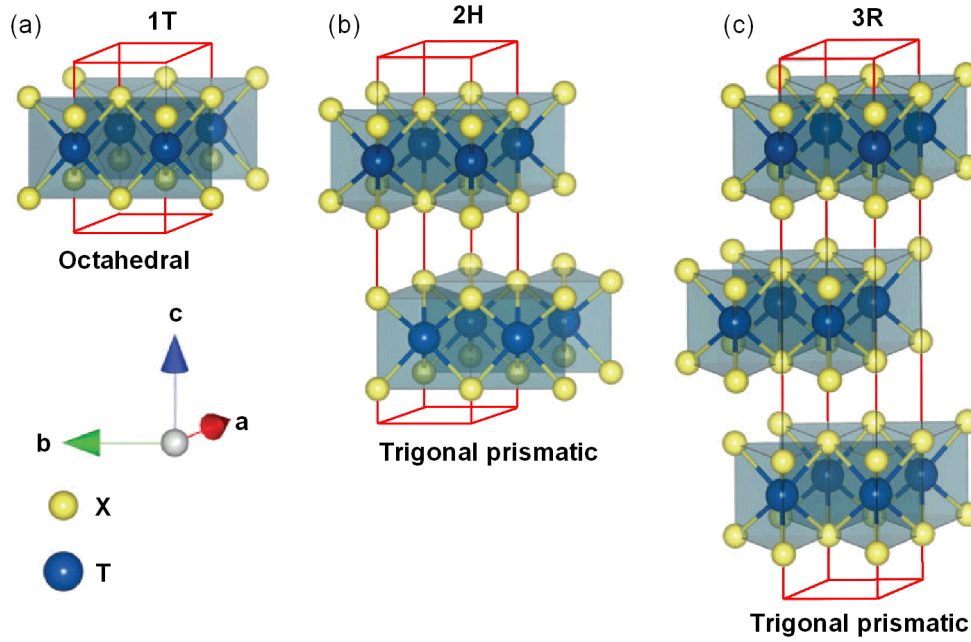 (a)
1T
Octahedral
(b)
2H
Trigonal prismatic
(c)
3R
Trigonal prismatic
c
b
a
X
T